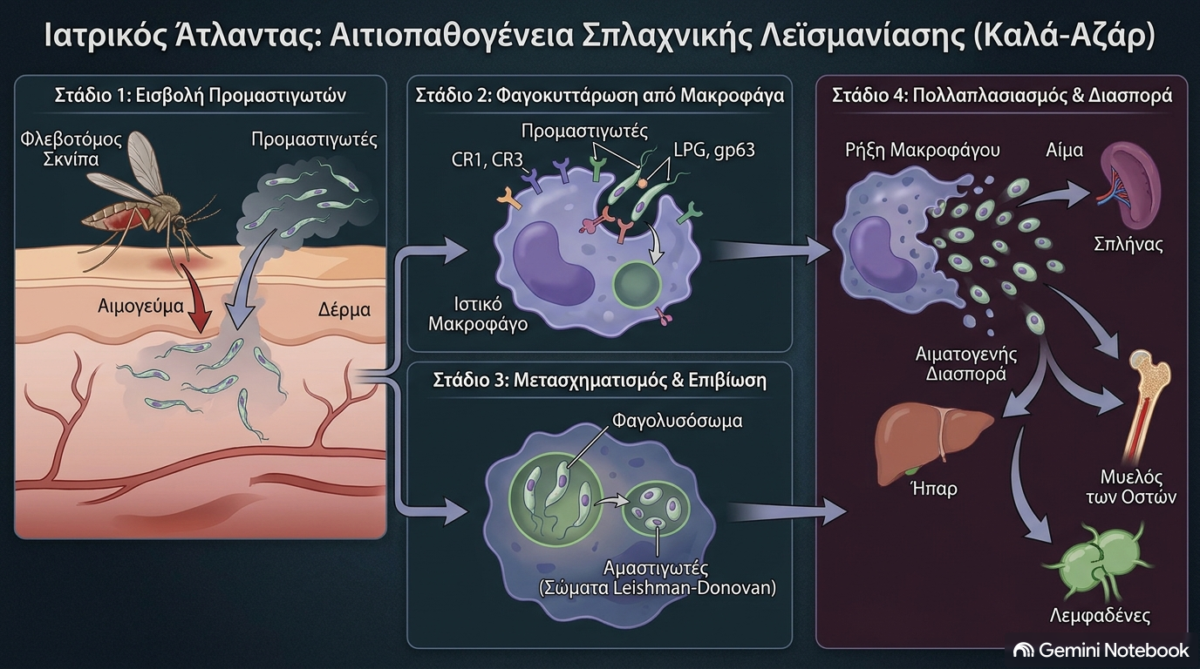 Ιατρικός Άτλαντας: Αιτιοπαθογένεια Σπλαχνικής Λεϊσμανίασης (Καλά-Αζάρ)
Στάδιο 1: Εισβολή Προμαστιγωτών
Φλεβοτόμος
Σκνίπα
Προμαστιγωτές
Αιμογεύμα
Δέρμα
Στάδιο 2: Φαγοκυττάρωση από Μακροφάγα
Προμαστιγωτές
CR1, CR3
LPG, gp63
Ιστικό
Μακροφάγο
Στάδιο 3: Μετασχηματισμός & Επιβίωση
Φαγολυσόσωμα
Αμαστιγωτές
(Σώματα Leishman-Donovan)
Στάδιο 4: Πολλαπλασιασμός & Διασπορά
Ρήξη Μακροφάγου
Αίμα
Σπλήνας
Αιματογενής
Διασπορά
Ήπαρ
Μυελός
των Οστών
Λεμφαδένες
Gemini Notebook